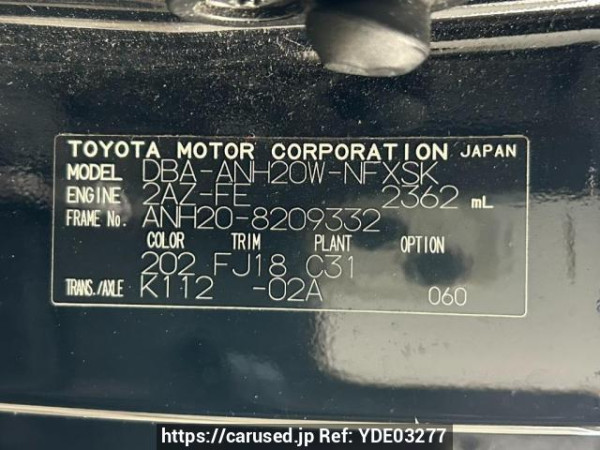 TOYOTA MOTOR CORPORATION JAPAN
MODEL DBA-ANH20W-NFXSK
ENGINE 2AZ-FE 2362 mL
FRAME No. ANH20-8209332
COLOR TRIM PLANT OPTION
202 FJ18 C31
TRANS./AXLE K112 -02A 060
https://carused.jp Ref: YDE03277